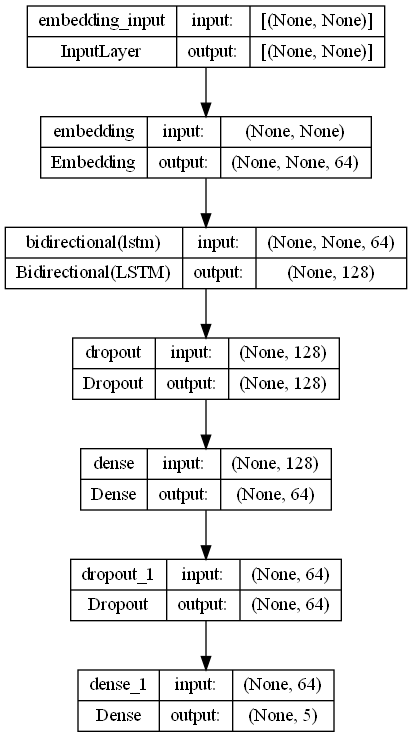 embedding_input input: [(None, None)]
InputLayer output: [(None, None)]
embedding input: (None, None)
Embedding output: (None, None, 64)
bidirectional(lstm) input: (None, None, 64)
Bidirectional(LSTM) output: (None, 128)
dropout input: (None, 128)
Dropout output: (None, 128)
dense input: (None, 128)
Dense output: (None, 64)
dropout_1 input: (None, 64)
Dropout output: (None, 64)
dense_1 input: (None, 64)
Dense output: (None, 5)